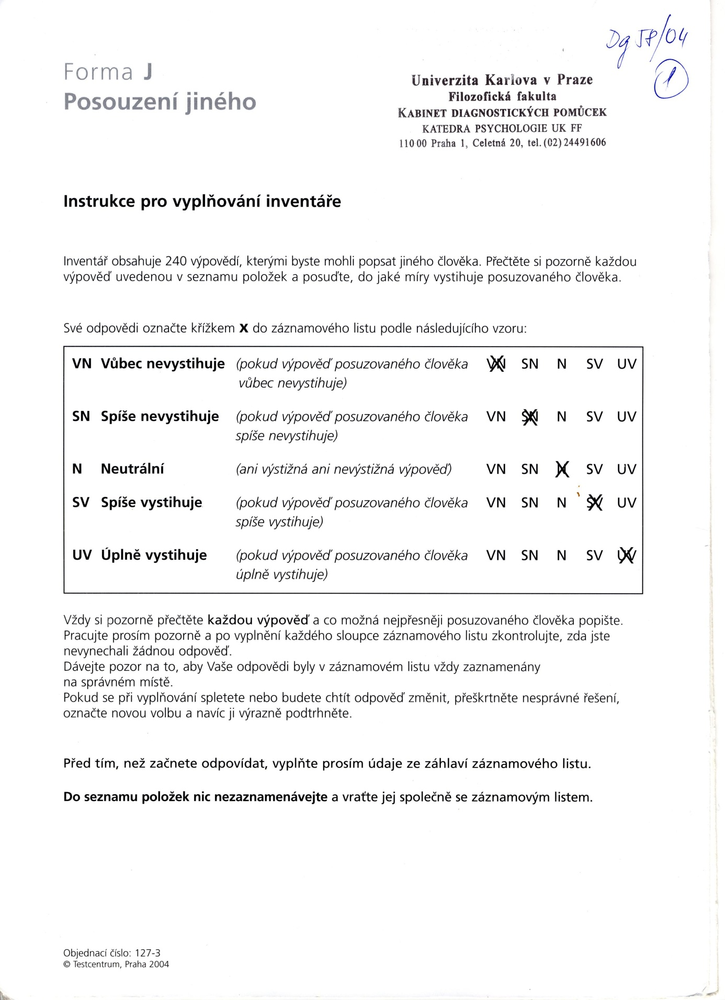 Dg 58/04
1
Forma J
Posouzení jiného
Univerzita Karlova v Praze
Filozofická fakulta
KABINET DIAGNOSTICKÝCH POMŮCEK
KATEDRA PSYCHOLOGIE UK FF
110 00 Praha 1, Celetná 20, tel. (02) 24491606
Instrukce pro vyplňování inventáře
Inventář obsahuje 240 výpovědí, kterými byste mohli popsat jiného člověka. Přečtěte si pozorně každou
výpověď uvedenou v seznamu položek a posuďte, do jaké míry vystihuje posuzovaného člověka.
Své odpovědi označte křížkem X do záznamového listu podle následujícího vzoru:
VN Vůbec nevystihuje (pokud výpověď posuzovaného člověka VN SN N SV UV
vůbec nevystihuje)
SN Spíše nevystihuje (pokud výpověď posuzovaného člověka VN SN N SV UV
spíše nevystihuje)
N Neutrální (ani výstižná ani nevýstižná výpověď) VN SN N SV UV
SV Spíše vystihuje (pokud výpověď posuzovaného člověka VN SN N SV UV
spíše vystihuje)
UV Úplně vystihuje (pokud výpověď posuzovaného člověka VN SN N SV UV
úplně vystihuje)
Vždy si pozorně přečtěte každou výpověď a co možná nejpřesněji posuzovaného člověka popište.
Pracujte prosím pozorně a po vyplnění každého sloupce záznamového listu zkontrolujte, zda jste
nevynechali žádnou odpověď.
Dávejte pozor na to, aby Vaše odpovědi byly v záznamovém listu vždy zaznamenány
na správném místě.
Pokud se při vyplňování spletete nebo budete chtít odpověď změnit, přeškrtněte nesprávné řešení,
označte novou volbu a navíc ji výrazně podtrhněte.
Před tím, než začnete odpovídat, vyplňte prosím údaje ze záhlaví záznamového listu.
Do seznamu položek nic nezaznamenávejte a vraťte jej společně se záznamovým listem.
Objednací číslo: 127-3
© Testcentrum, Praha 2004